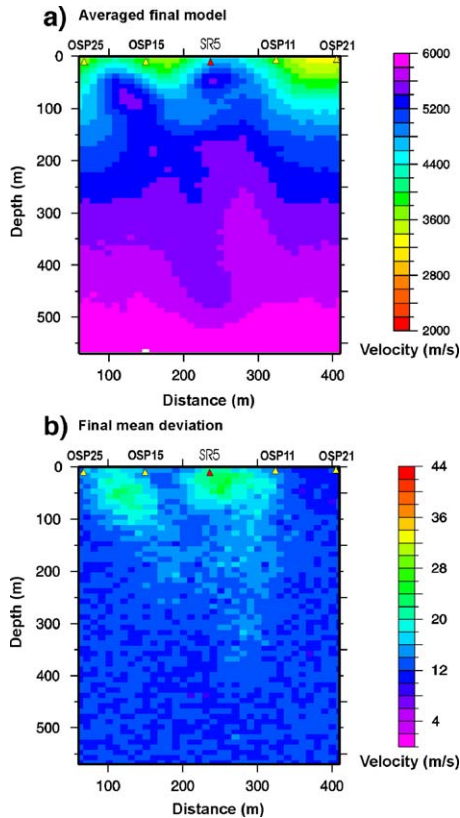 a) Averaged final model
OSP25 OSP15 SR5 OSP11 OSP21
0
100
200
300
400
500
Depth (m)
100 200 300 400
Distance (m)
6000
5200
4400
3600
2800
2000
Velocity (m/s)
b) Final mean deviation
OSP25 OSP15 SR5 OSP11 OSP21
0
100
200
300
400
500
Depth (m)
100 200 300 400
Distance (m)
44
36
28
20
12
4
Velocity (m/s)